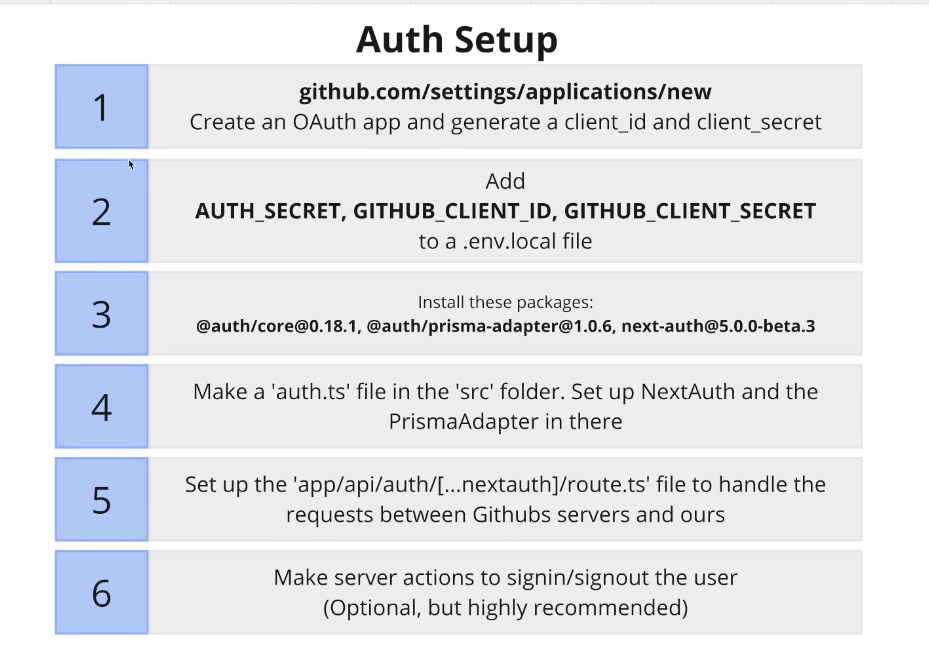 Auth Setup
1
github.com/settings/applications/new
Create an OAuth app and generate a client_id and client_secret
2
Add
AUTH_SECRET, GITHUB_CLIENT_ID, GITHUB_CLIENT_SECRET
to a .env.local file
3
Install these packages:
@auth/core@0.18.1, @auth/prisma-adapter@1.0.6, next-auth@5.0.0-beta.3
4
Make a 'auth.ts' file in the 'src' folder. Set up NextAuth and the
PrismaAdapter in there
5
Set up the 'app/api/auth/[...nextauth]/route.ts' file to handle the
requests between Githubs servers and ours
6
Make server actions to signin/signout the user
(Optional, but highly recommended)